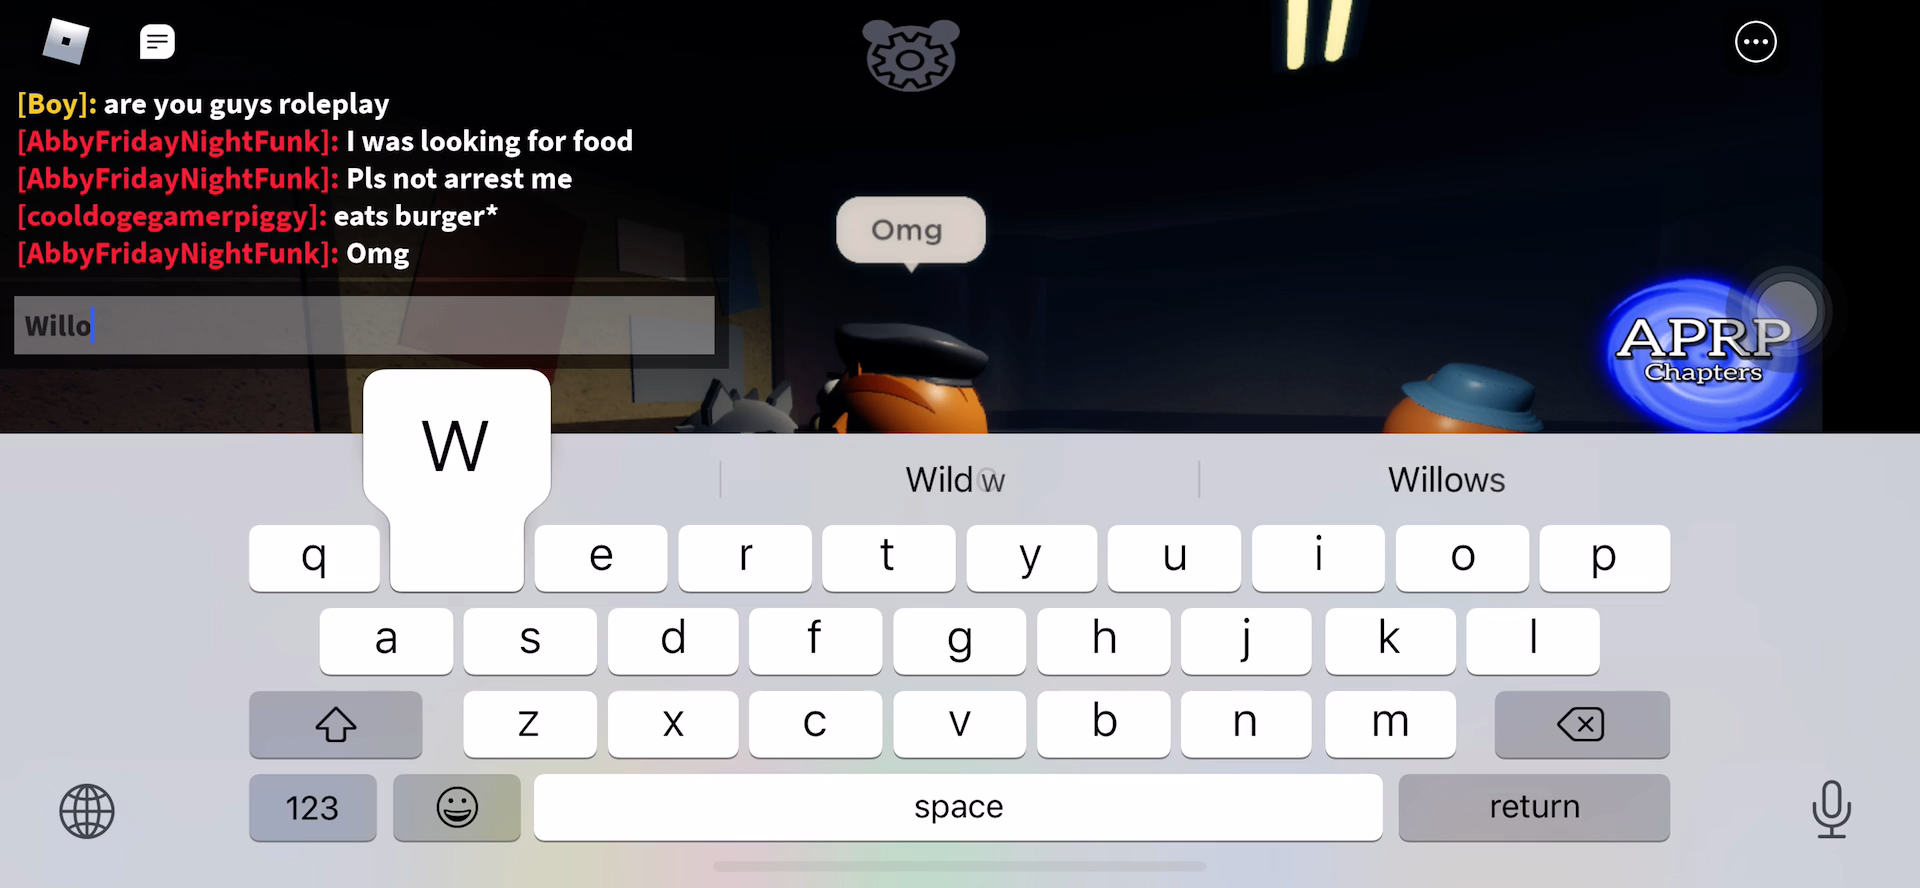 [Boy]: are you guys roleplay
[AbbyFridayNightFunk]: I was looking for food
[AbbyFridayNightFunk]: Pls not arrest me
[cooldogegamerpiggy]: eats burger*
[AbbyFridayNightFunk]: Omg
Omg
Willo
APRP
Chapters
W
Willows
q e r t y u i o p
a s d f g h j k l
z x c v b n m
123 space return